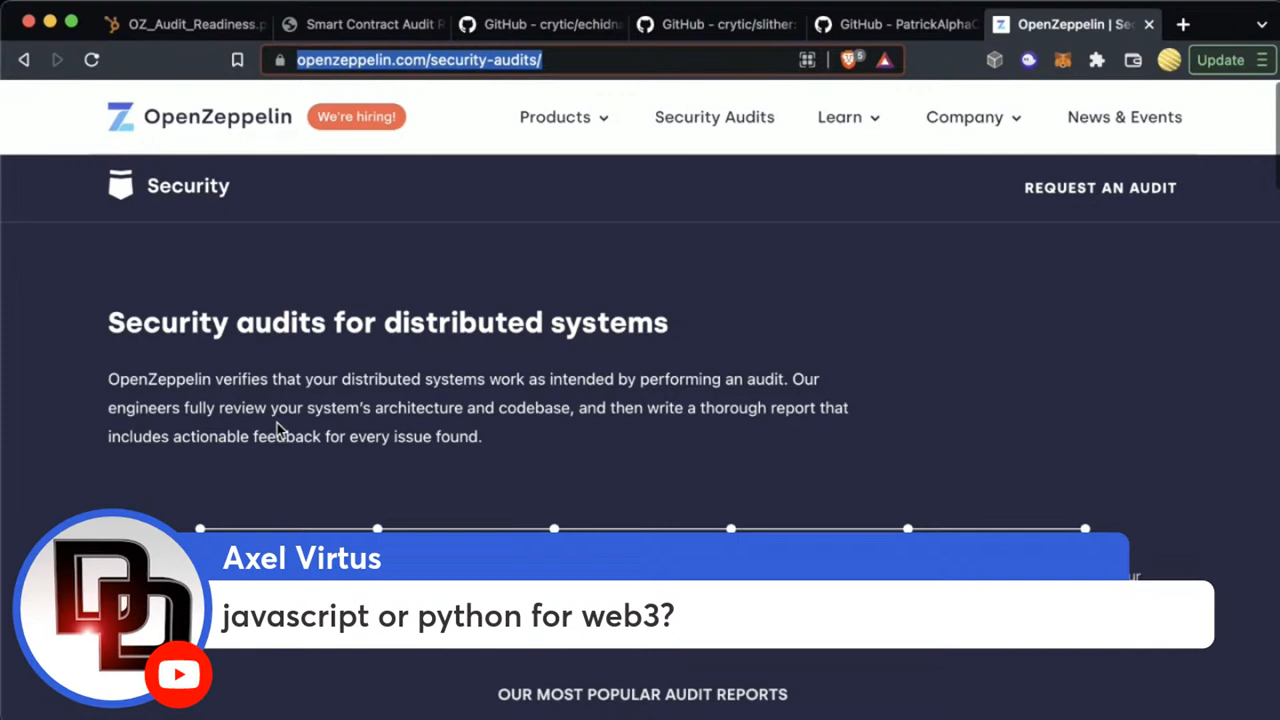 OZ_Audit_Readiness.p
Smart Contract Audit R
GitHub - crytic/echidn
GitHub - crytic/slither:
GitHub - PatrickAlphaC
OpenZeppelin | Sec
openzeppelin.com/security-audits/
5
Update
OpenZeppelin
We're hiring!
Products
Security Audits
Learn
Company
News & Events
Security
REQUEST AN AUDIT
Security audits for distributed systems
OpenZeppelin verifies that your distributed systems work as intended by performing an audit. Our
engineers fully review your system's architecture and codebase, and then write a thorough report that
includes actionable feedback for every issue found.
ur
Axel Virtus
javascript or python for web3?
OUR MOST POPULAR AUDIT REPORTS